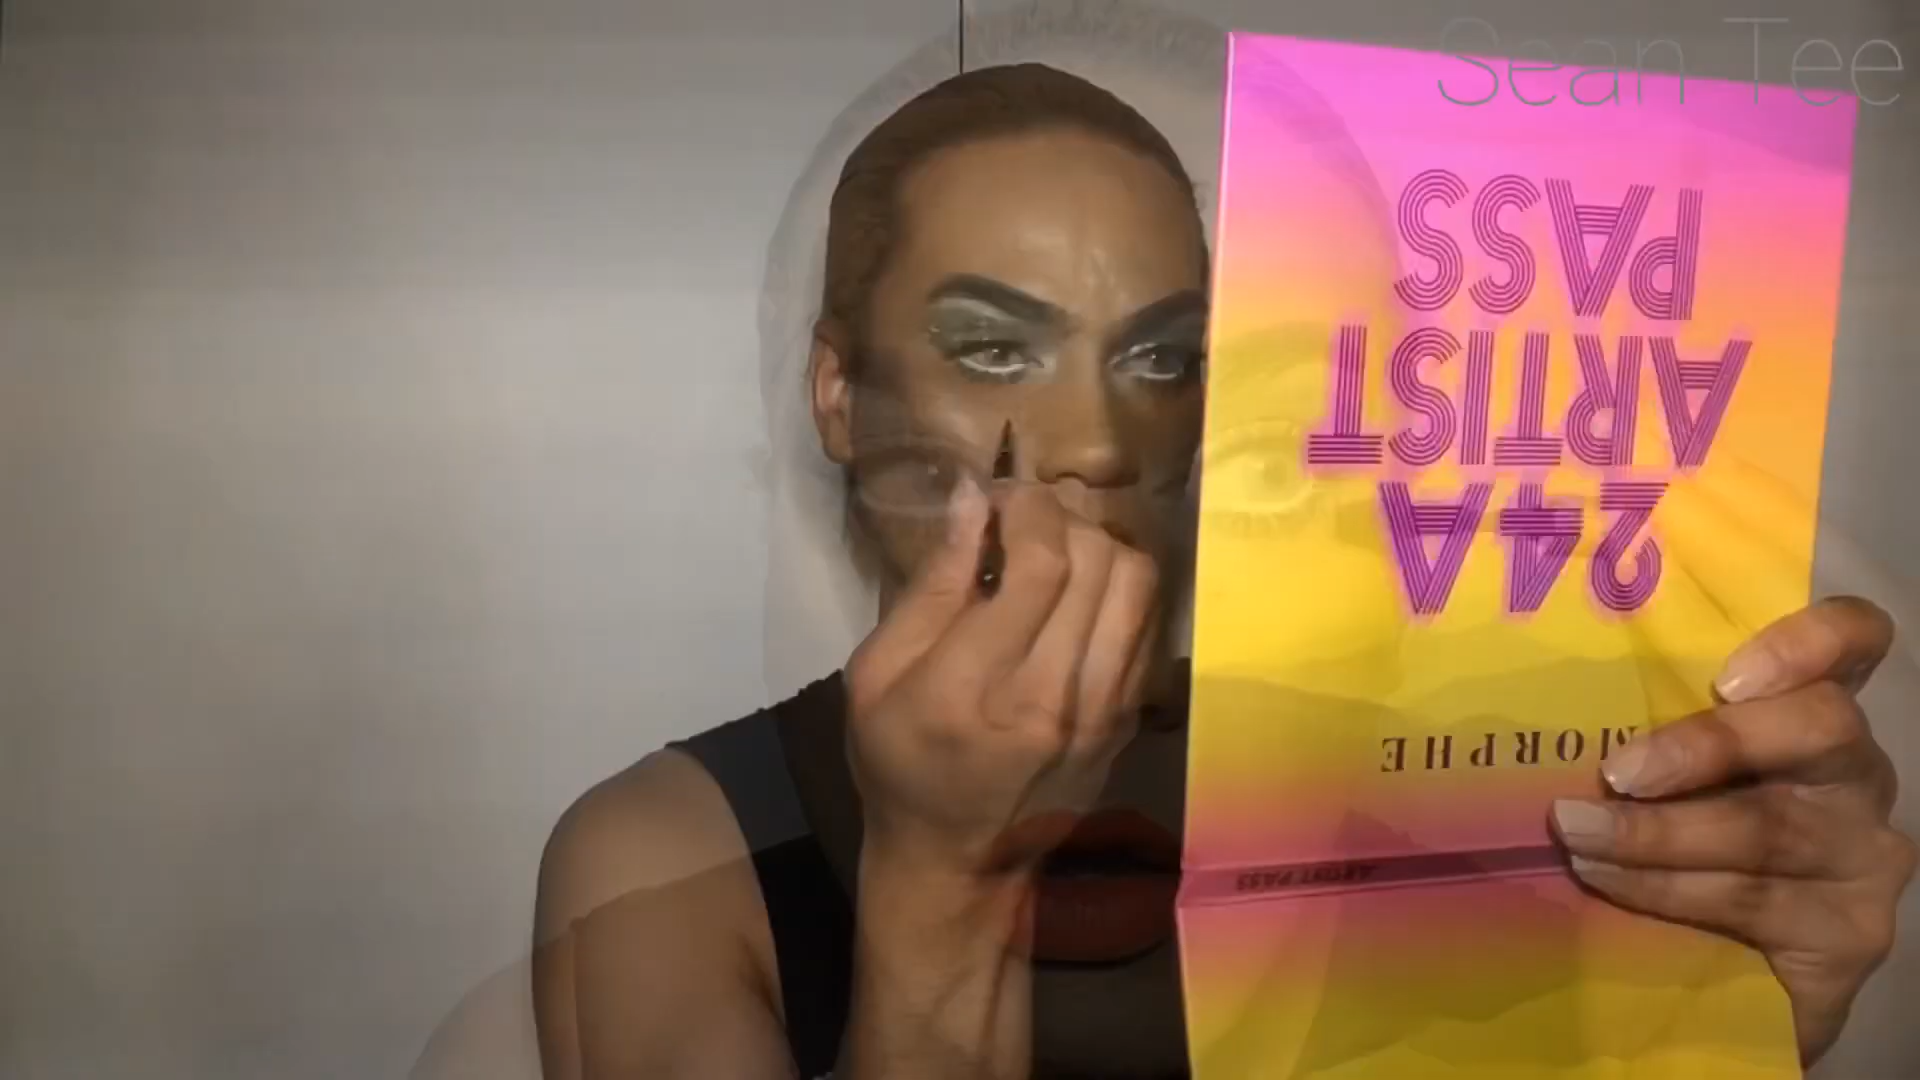 Sean Tee
24A
ARTIST
PASS
MORPHE
ARTIST PASS